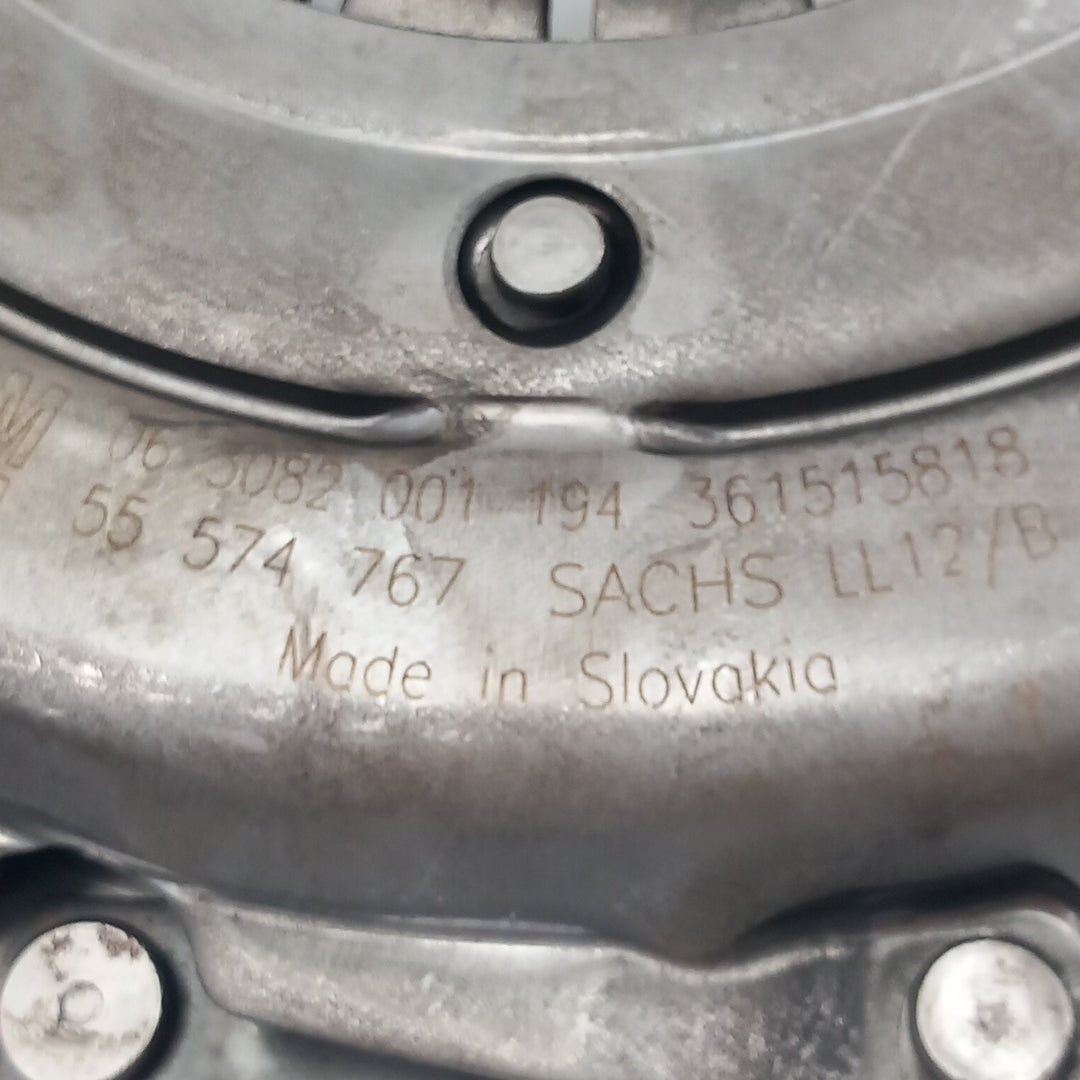 M 06 3082 001 194 361515818
55 574 767 SACHS LL12/B
Made in Slovakia